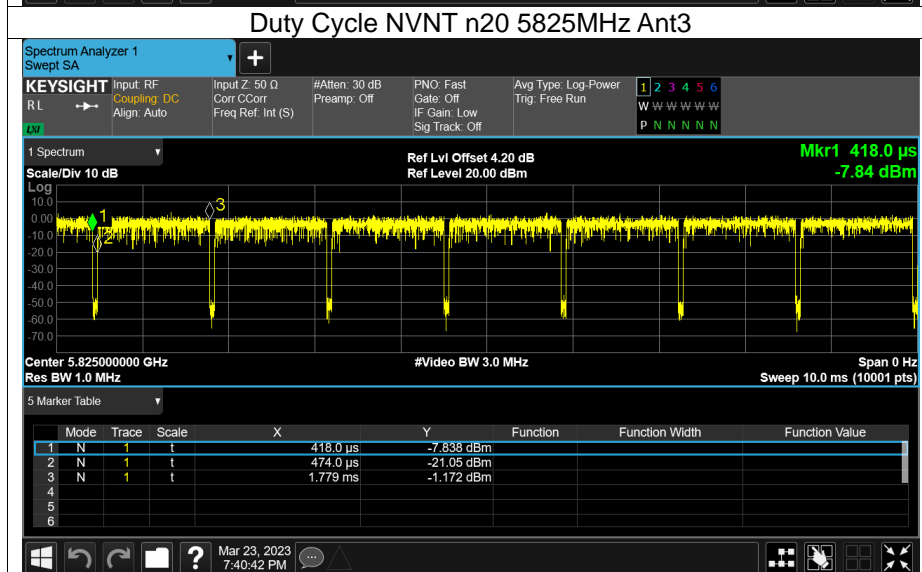 Duty Cycle NVNT n20 5825MHz Ant3
Spectrum Analyzer 1
Swept SA
+
KEYSIGHT Input: RF Input Z: 50 Ω #Atten: 30 dB PNO: Fast Avg Type: Log-Power 1 2 3 4 5 6
R L Coupling: DC Corr CCorr Preamp: Off Gate: Off Trig: Free Run W W W W W W
Align: Auto Freq Ref: Int (S) IF Gain: Low
LXI Sig Track: Off P N N N N N
1 Spectrum Ref Lvl Offset 4.20 dB Mkr1 418.0 µs
Scale/Div 10 dB Ref Level 20.00 dBm -7.84 dBm
Log
10.0
0.00
-10.0
-20.0
-30.0
-40.0
-50.0
-60.0
-70.0
1
2
3
Center 5.825000000 GHz #Video BW 3.0 MHz Span 0 Hz
Res BW 1.0 MHz Sweep 10.0 ms (10001 pts)
5 Marker Table
Mode Trace Scale X Y Function Function Width Function Value
1 N 1 t 418.0 µs -7.838 dBm
2 N 1 t 474.0 µs -21.05 dBm
3 N 1 t 1.779 ms -1.172 dBm
4
5
6
? Mar 23, 2023
7:40:42 PM